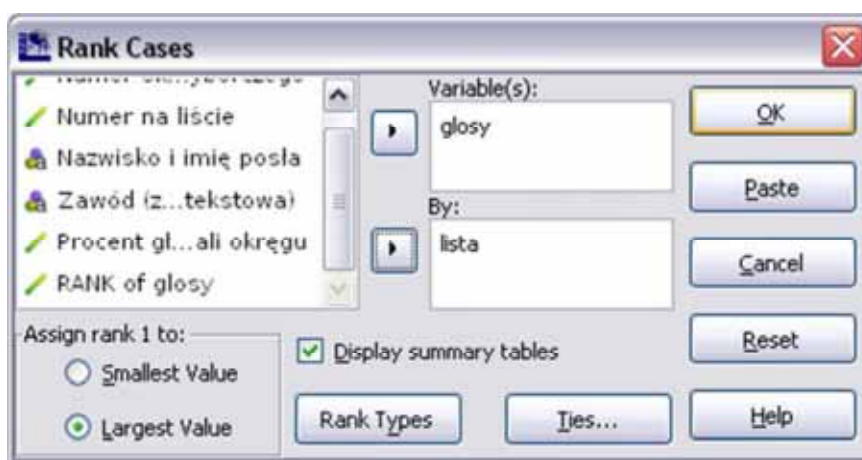 Rank Cases
Numer na liście
Nazwisko i imię posła
Zawód (z...tekstowa)
Procent gł...ali okręgu
RANK of glosy
Variable(s):
glosy
By:
lista
OK
Paste
Cancel
Reset
Help
Assign rank 1 to:
Smallest Value
Largest Value
Display summary tables
Rank Types
Ties...